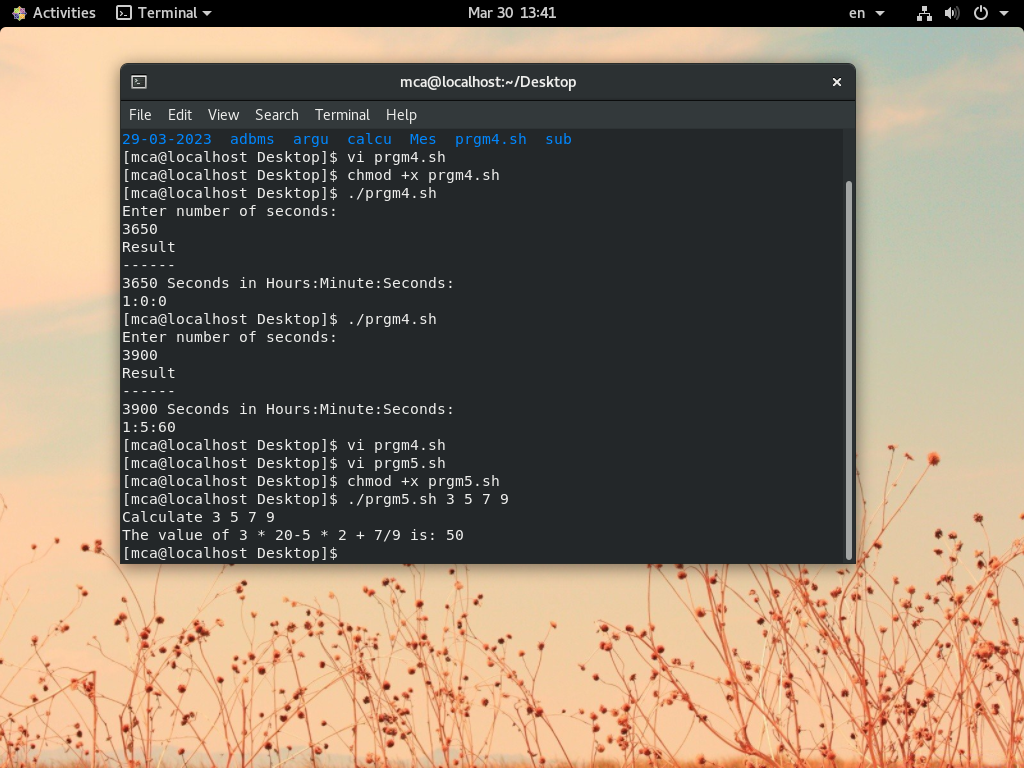 Activities Terminal Mar 30 13:41 en
mca@localhost:~/Desktop
File Edit View Search Terminal Help
29-03-2023 adbms argu calcu Mes prgm4.sh sub
[mca@localhost Desktop]$ vi prgm4.sh
[mca@localhost Desktop]$ chmod +x prgm4.sh
[mca@localhost Desktop]$ ./prgm4.sh
Enter number of seconds:
3650
Result
------
3650 Seconds in Hours:Minute:Seconds:
1:0:0
[mca@localhost Desktop]$ ./prgm4.sh
Enter number of seconds:
3900
Result
------
3900 Seconds in Hours:Minute:Seconds:
1:5:60
[mca@localhost Desktop]$ vi prgm4.sh
[mca@localhost Desktop]$ vi prgm5.sh
[mca@localhost Desktop]$ chmod +x prgm5.sh
[mca@localhost Desktop]$ ./prgm5.sh 3 5 7 9
Calculate 3 5 7 9
The value of 3 * 20-5 * 2 + 7/9 is: 50
[mca@localhost Desktop]$